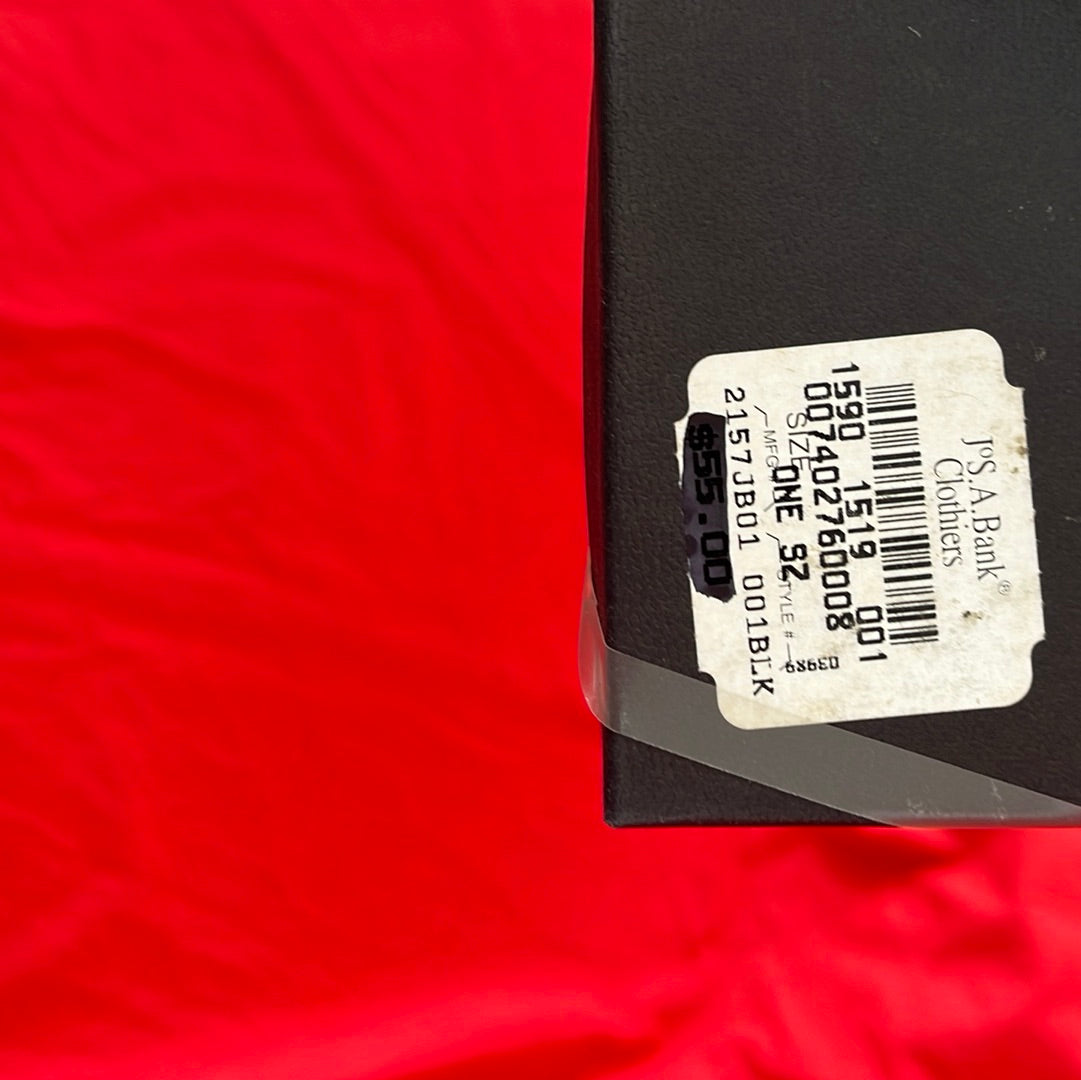 JoS.A.Bank®
Clothiers
1590 1519 001
007402760008
SIZE ONE SZ
MFG STYLE # 03989
2157JB01 001BLK
$55.00